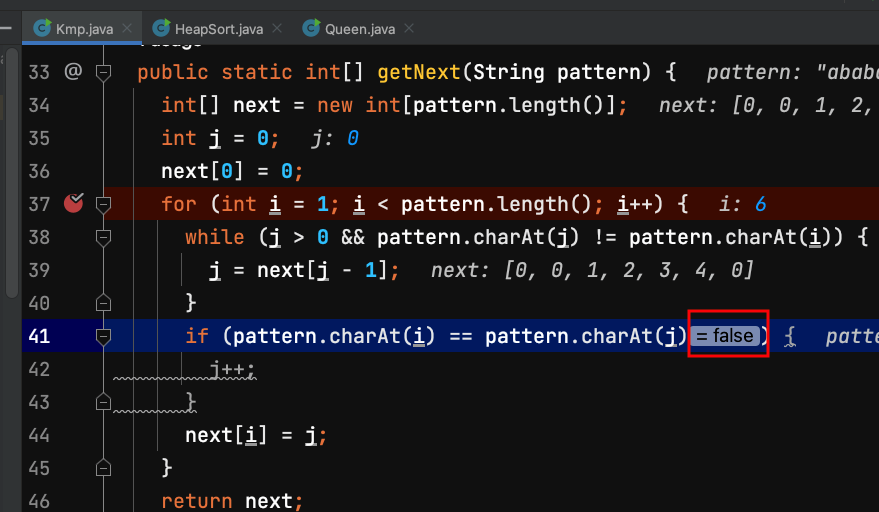 Kmp.java HeapSort.java Queen.java
33 @ public static int[] getNext(String pattern) { pattern: "ababa
34 int[] next = new int[pattern.length()]; next: [0, 0, 1, 2,
35 int j = 0; j: 0
36 next[0] = 0;
37 for (int i = 1; i < pattern.length(); i++) { i: 6
38 while (j > 0 && pattern.charAt(j) != pattern.charAt(i)) {
39 j = next[j - 1]; next: [0, 0, 1, 2, 3, 4, 0]
40 }
41 if (pattern.charAt(i) == pattern.charAt(j) = false ) { patte
42 j++;
43 }
44 next[i] = j;
45 }
46 return next;